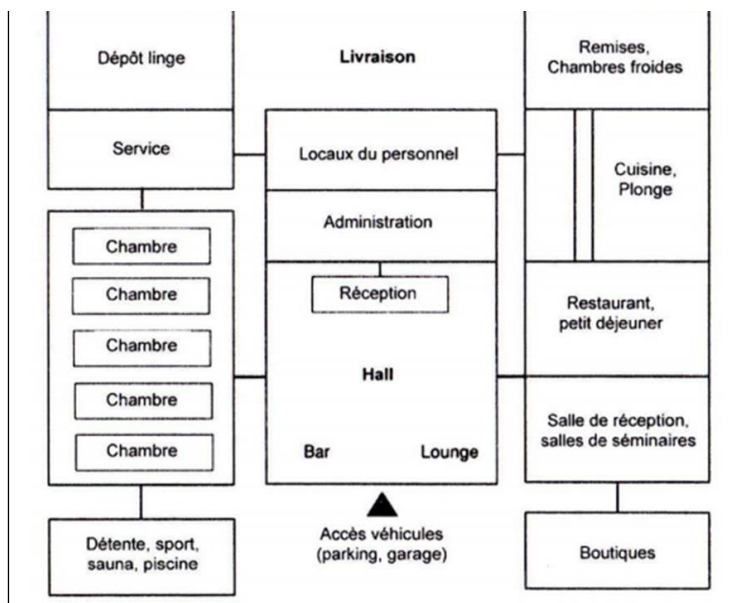 Dépôt linge
Livraison
Remises,
Chambres froides
Service
Locaux du personnel
Cuisine,
Plonge
Administration
Chambre
Chambre
Chambre
Chambre
Chambre
Réception
Restaurant,
petit déjeuner
Hall
Bar
Lounge
Salle de réception,
salles de séminaires
Détente, sport,
sauna, piscine
Accès véhicules
(parking, garage)
Boutiques